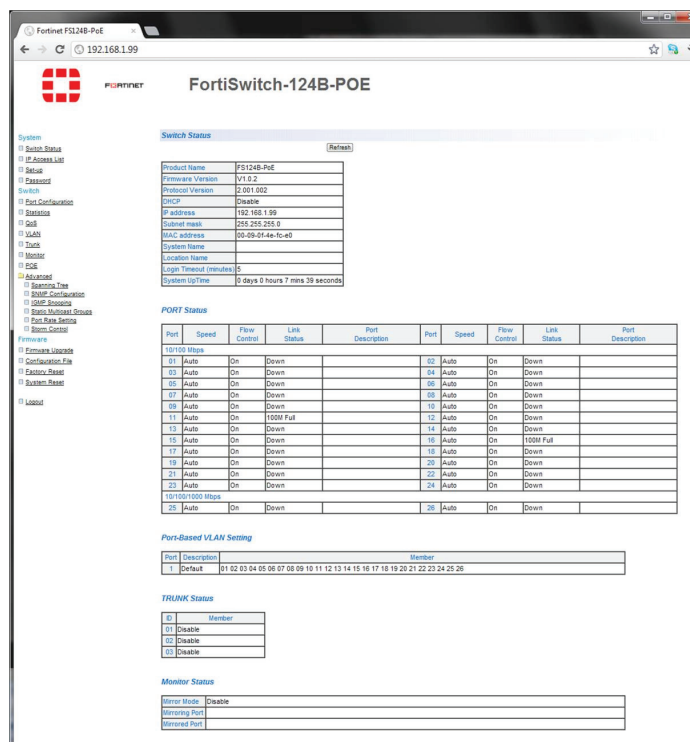 Fortinet FS124B-PoE ×
192.168.1.99
FORTINET
FortiSwitch-124B-POE
System
Switch Status
IP Access List
Set-up
Password
Switch
Port Configuration
Statistics
QoS
VLAN
Trunk
Monitor
POE
Advanced
Spanning Tree
SNMP Configuration
IGMP Snooping
Static Multicast Groups
Port Rate Setting
Storm Control
Firmware
Firmware Upgrade
Configuration File
Factory Reset
System Reset
Logout
Switch Status
Refresh
Product Name FS124B-PoE
Firmware Version V1.0.2
Protocol Version 2.001.002
DHCP Disable
IP address 192.168.1.99
Subnet mask 255.255.255.0
MAC address 00-09-0f-4e-fc-e0
System Name
Location Name
Login Timeout (minutes) 5
System UpTime 0 days 0 hours 7 mins 39 seconds
PORT Status
Port Speed Flow Control Link Status Port Description Port Speed Flow Control Link Status Port Description
10/100 Mbps
01 Auto On Down 02 Auto On Down
03 Auto On Down 04 Auto On Down
05 Auto On Down 06 Auto On Down
07 Auto On Down 08 Auto On Down
09 Auto On Down 10 Auto On Down
11 Auto On 100M Full 12 Auto On Down
13 Auto On Down 14 Auto On Down
15 Auto On Down 16 Auto On 100M Full
17 Auto On Down 18 Auto On Down
19 Auto On Down 20 Auto On Down
21 Auto On Down 22 Auto On Down
23 Auto On Down 24 Auto On Down
10/100/1000 Mbps
25 Auto On Down 26 Auto On Down
Port-Based VLAN Setting
Port Description Member
1 Default 01 02 03 04 05 06 07 08 09 10 11 12 13 14 15 16 17 18 19 20 21 22 23 24 25 26
TRUNK Status
ID Member
01 Disable
02 Disable
03 Disable
Monitor Status
Mirror Mode Disable
Mirroring Port
Mirrored Port